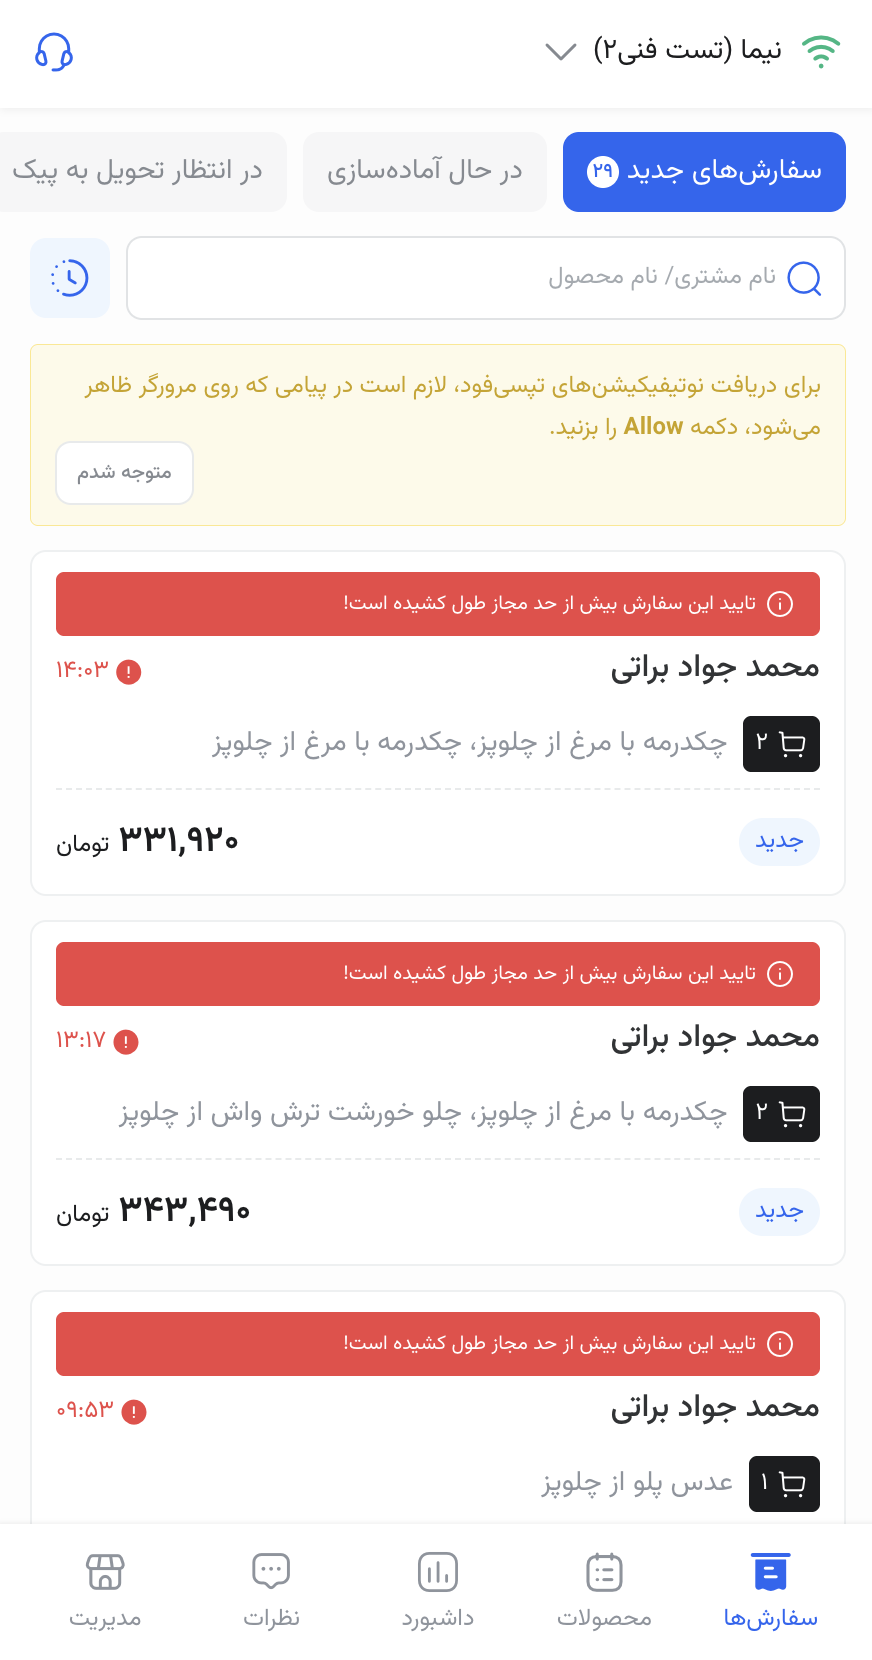 نیما (تست فنی۲)
سفارش‌های جدید ۲۹
در حال آماده‌سازی
در انتظار تحویل به پیک
نام مشتری/ نام محصول
برای دریافت نوتیفیکیشن‌های تپسی‌فود، لازم است در پیامی که روی مرورگر ظاهر
می‌شود، دکمه Allow را بزنید.
متوجه شدم
تایید این سفارش بیش از حد مجاز طول کشیده است!
محمد جواد براتی
۱۴:۰۳
۲
چکدرمه با مرغ از چلوپز، چکدرمه با مرغ از چلوپز
جدید
۳۳۱,۹۲۰ تومان
تایید این سفارش بیش از حد مجاز طول کشیده است!
محمد جواد براتی
۱۳:۱۷
۲
چکدرمه با مرغ از چلوپز، چلو خورشت ترش واش از چلوپز
جدید
۳۴۳,۴۹۰ تومان
تایید این سفارش بیش از حد مجاز طول کشیده است!
محمد جواد براتی
۰۹:۵۳
۱
عدس پلو از چلوپز
سفارش‌ها
محصولات
داشبورد
نظرات
مدیریت